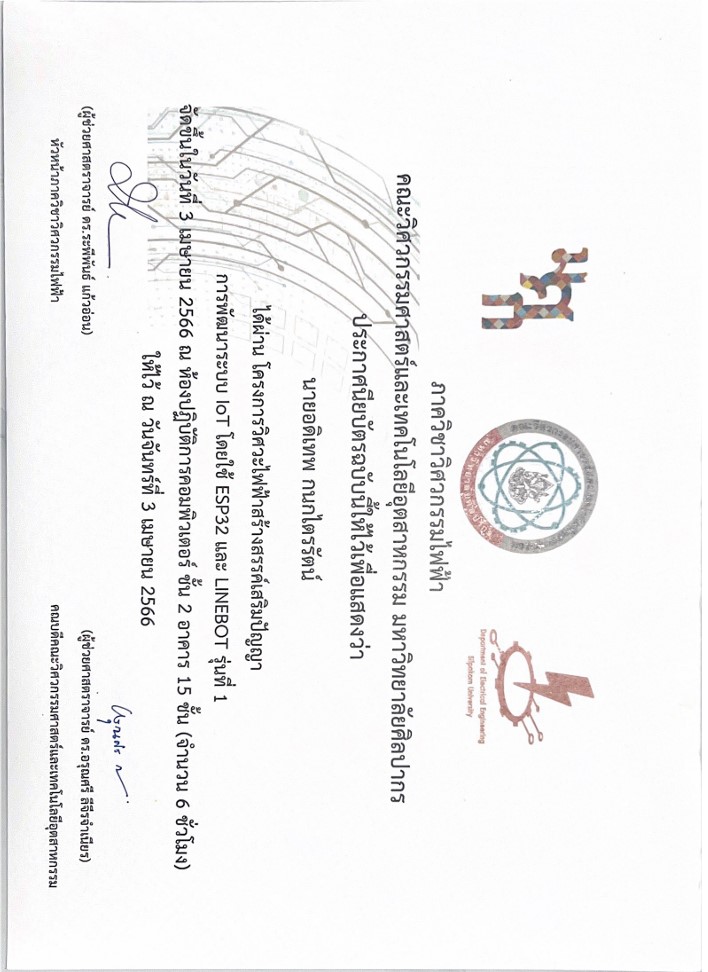 มศก
มหาวิทยาลัยศิลปากร
Department of Electrical Engineering
Silpakorn University
ภาควิชาวิศวกรรมไฟฟ้า
คณะวิศวกรรมศาสตร์และเทคโนโลยีอุตสาหกรรม มหาวิทยาลัยศิลปากร
ประกาศนียบัตรฉบับนี้ให้ไว้เพื่อแสดงว่า
นายอดิเทพ กนกไตรรัตน์
ได้ผ่าน โครงการวิศวะไฟฟ้าสร้างสรรค์เสริมปัญญา
การพัฒนาระบบ IoT โดยใช้ ESP32 และ LINEBOT รุ่นที่ 1
จัดขึ้นในวันที่ 3 เมษายน 2566 ณ ห้องปฏิบัติการคอมพิวเตอร์ ชั้น 2 อาคาร 15 ชั้น (จำนวน 6 ชั่วโมง)
ให้ไว้ ณ วันจันทร์ที่ 3 เมษายน 2566
(ผู้ช่วยศาสตราจารย์ ดร.ระพีพันธ์ แก้วอ่อน)
หัวหน้าภาควิชาวิศวกรรมไฟฟ้า
(ผู้ช่วยศาสตราจารย์ ดร.อรุณศรี ลีจีรจำเนียร)
คณบดีคณะวิศวกรรมศาสตร์และเทคโนโลยีอุตสาหกรรม